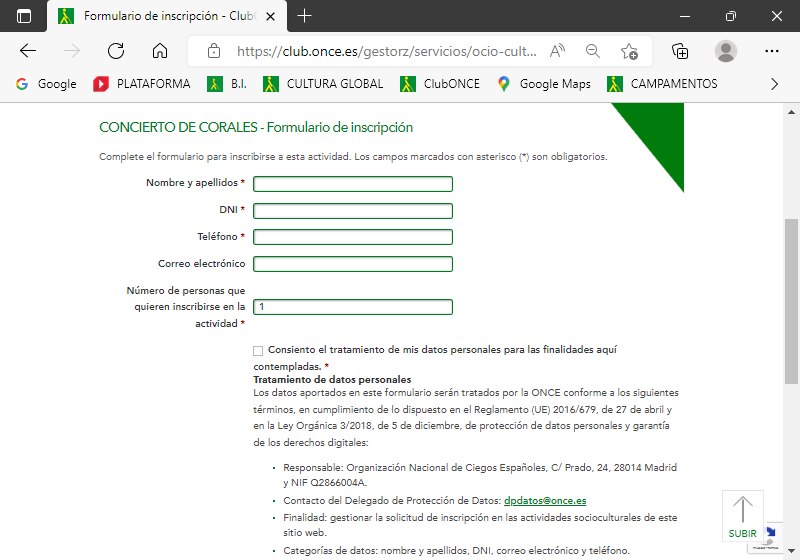 Formulario de inscripción - Club
https://club.once.es/gestorz/servicios/ocio-cult...
Google
PLATAFORMA
B.I.
CULTURA GLOBAL
ClubONCE
Google Maps
CAMPAMENTOS
CONCIERTO DE CORALES - Formulario de inscripción
Complete el formulario para inscribirse a esta actividad. Los campos marcados con asterisco (*) son obligatorios.
Nombre y apellidos *
DNI *
Teléfono *
Correo electrónico
Número de personas que
quieren inscribirse en la
actividad *
1
Consiento el tratamiento de mis datos personales para las finalidades aquí
contempladas. *
Tratamiento de datos personales
Los datos aportados en este formulario serán tratados por la ONCE conforme a los siguientes
términos, en cumplimiento de lo dispuesto en el Reglamento (UE) 2016/679, de 27 de abril y
en la Ley Orgánica 3/2018, de 5 de diciembre, de protección de datos personales y garantía
de los derechos digitales:
• Responsable: Organización Nacional de Ciegos Españoles, C/ Prado, 24, 28014 Madrid
y NIF Q2866004A.
• Contacto del Delegado de Protección de Datos: dpdatos@once.es
• Finalidad: gestionar la solicitud de inscripción en las actividades socioculturales de este
sitio web.
• Categorías de datos: nombre y apellidos, DNI, correo electrónico y teléfono.
SUBIR